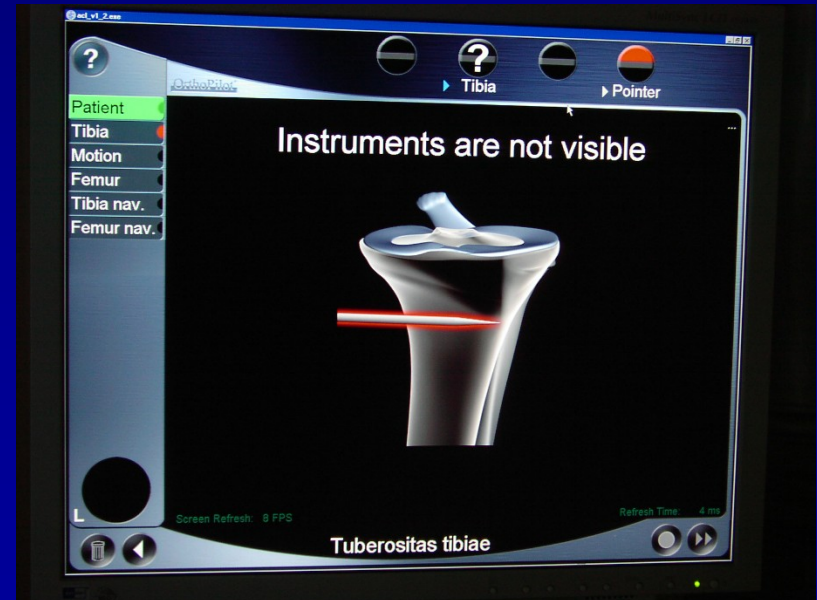 acl_v1_2.exe
?
OrthoPilot
?
Tibia
Pointer
Patient
Tibia
Motion
Femur
Tibia nav.
Femur nav.
Instruments are not visible
...
L
Screen Refresh: 8 FPS
Refresh Time: 4 ms
Tuberositas tibiae